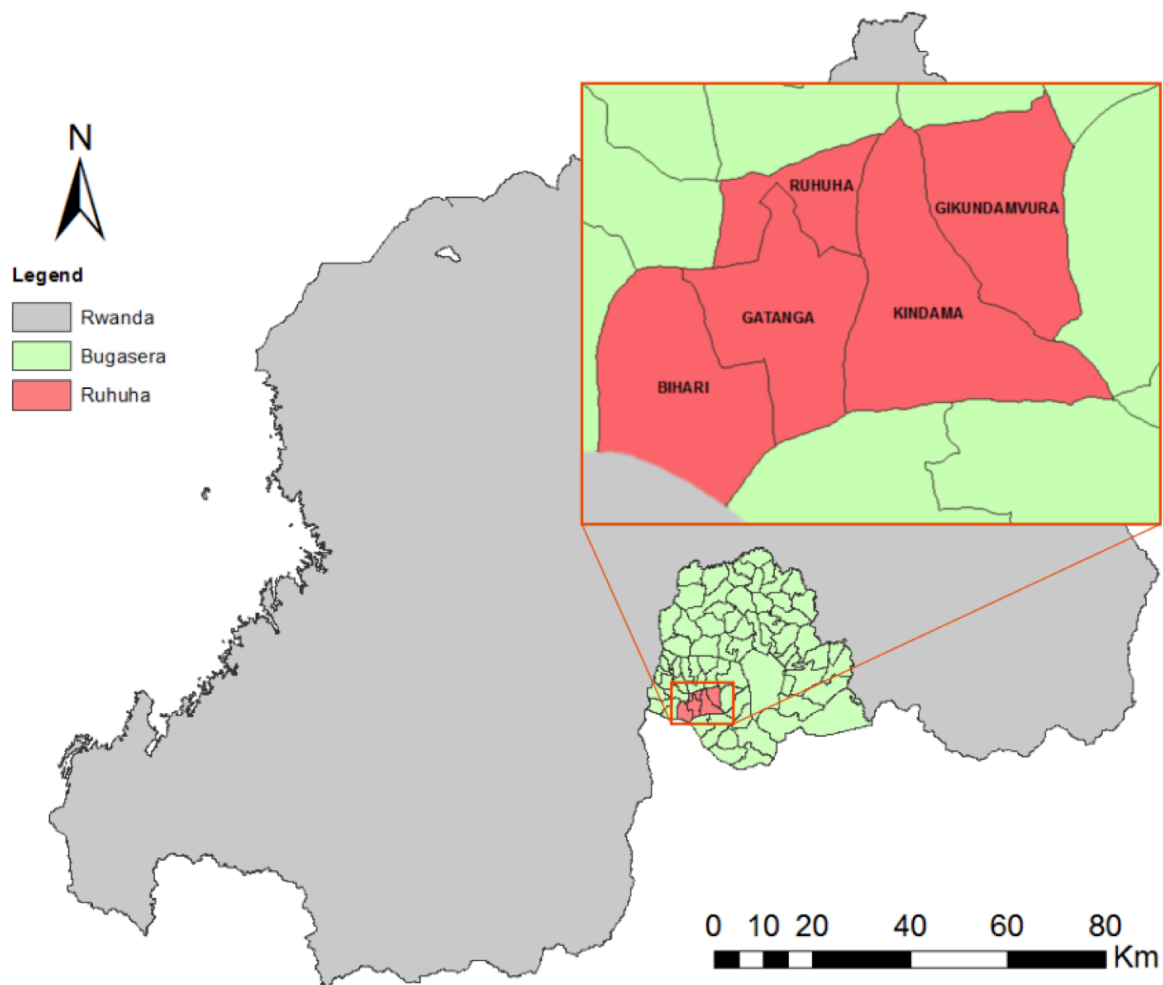 N
Legend
Rwanda
Bugasera
Ruhuha
RUHUHA
GIKUNDAMVURA
GATANGA
KINDAMA
BIHARI
0 10 20 40 60 80
Km